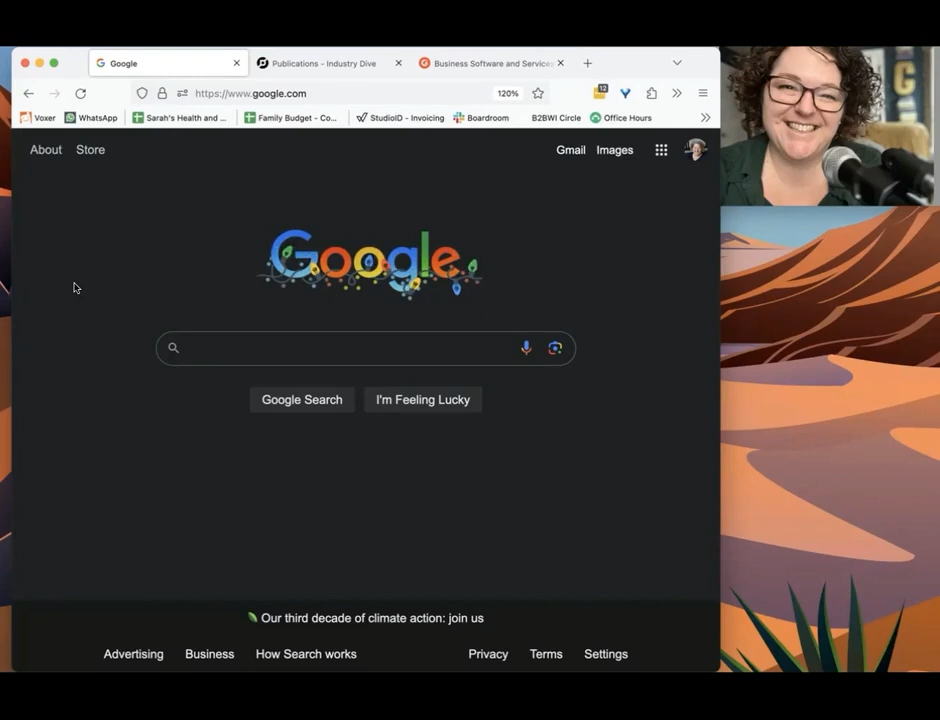 Google
Publications - Industry Dive
Business Software and Services
https://www.google.com
120%
12
Voxer
WhatsApp
Sarah's Health and ...
Family Budget - Co...
StudioID - Invoicing
Boardroom
B2BWI Circle
Office Hours
About
Store
Gmail
Images
Google
Google Search
I'm Feeling Lucky
Our third decade of climate action: join us
Advertising
Business
How Search works
Privacy
Terms
Settings